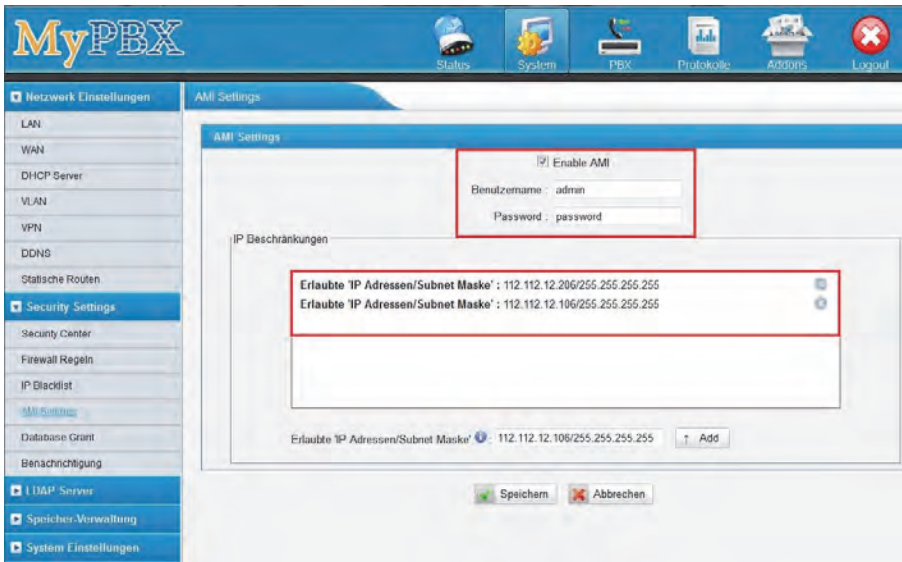 MyPBX
Status
System
PBX
Protokolle
Addons
Logout
Netzwerk Einstellungen
LAN
WAN
DHCP Server
VLAN
VPN
DDNS
Statische Routen
Security Settings
Security Center
Firewall Regeln
IP Blacklist
AMI Settings
Database Grant
Benachrichtigung
LDAP Server
Speicher-Verwaltung
System Einstellungen
AMI Settings
AMI Settings
Enable AMI
Benutzername : admin
Password : password
IP Beschränkungen
Erlaubte 'IP Adressen/Subnet Maske' : 112.112.12.206/255.255.255.255
Erlaubte 'IP Adressen/Subnet Maske' : 112.112.12.106/255.255.255.255
Erlaubte 'IP Adressen/Subnet Maske' : 112.112.12.106/255.255.255.255 ↑ Add
Speichern Abbrechen